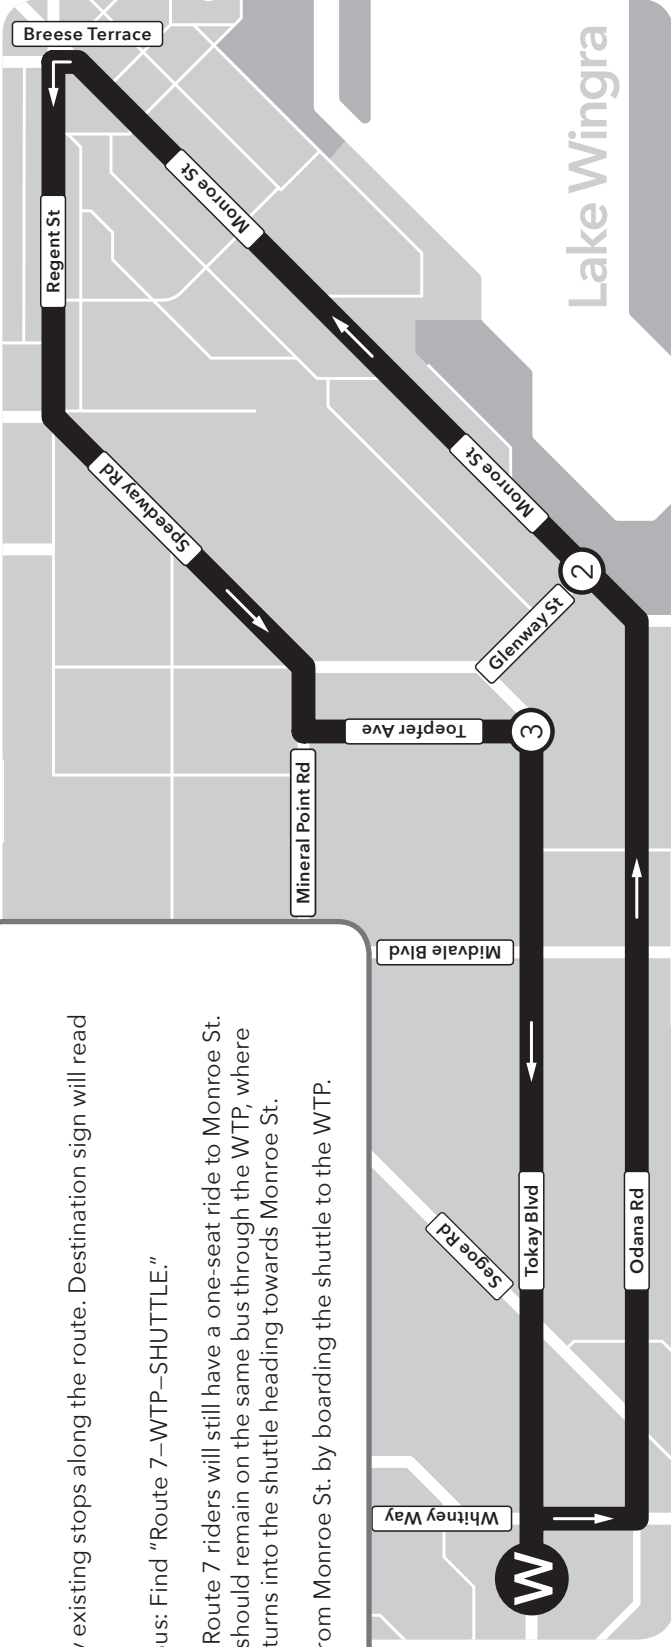 Breese Terrace
Regent St
Monroe St
Lake Wingra
Speedway Rd
Monroe St
2
Glenway St
Toepfer Ave
3
Mineral Point Rd
Midvale Blvd
Segoe Rd
Tokay Blvd
Odana Rd
Whitney Way
W
existing stops along the route. Destination sign will read
us: Find “Route 7–WTP–SHUTTLE.”
Route 7 riders will still have a one-seat ride to Monroe St.
should remain on the same bus through the WTP, where
turns into the shuttle heading towards Monroe St.
rom Monroe St. by boarding the shuttle to the WTP.